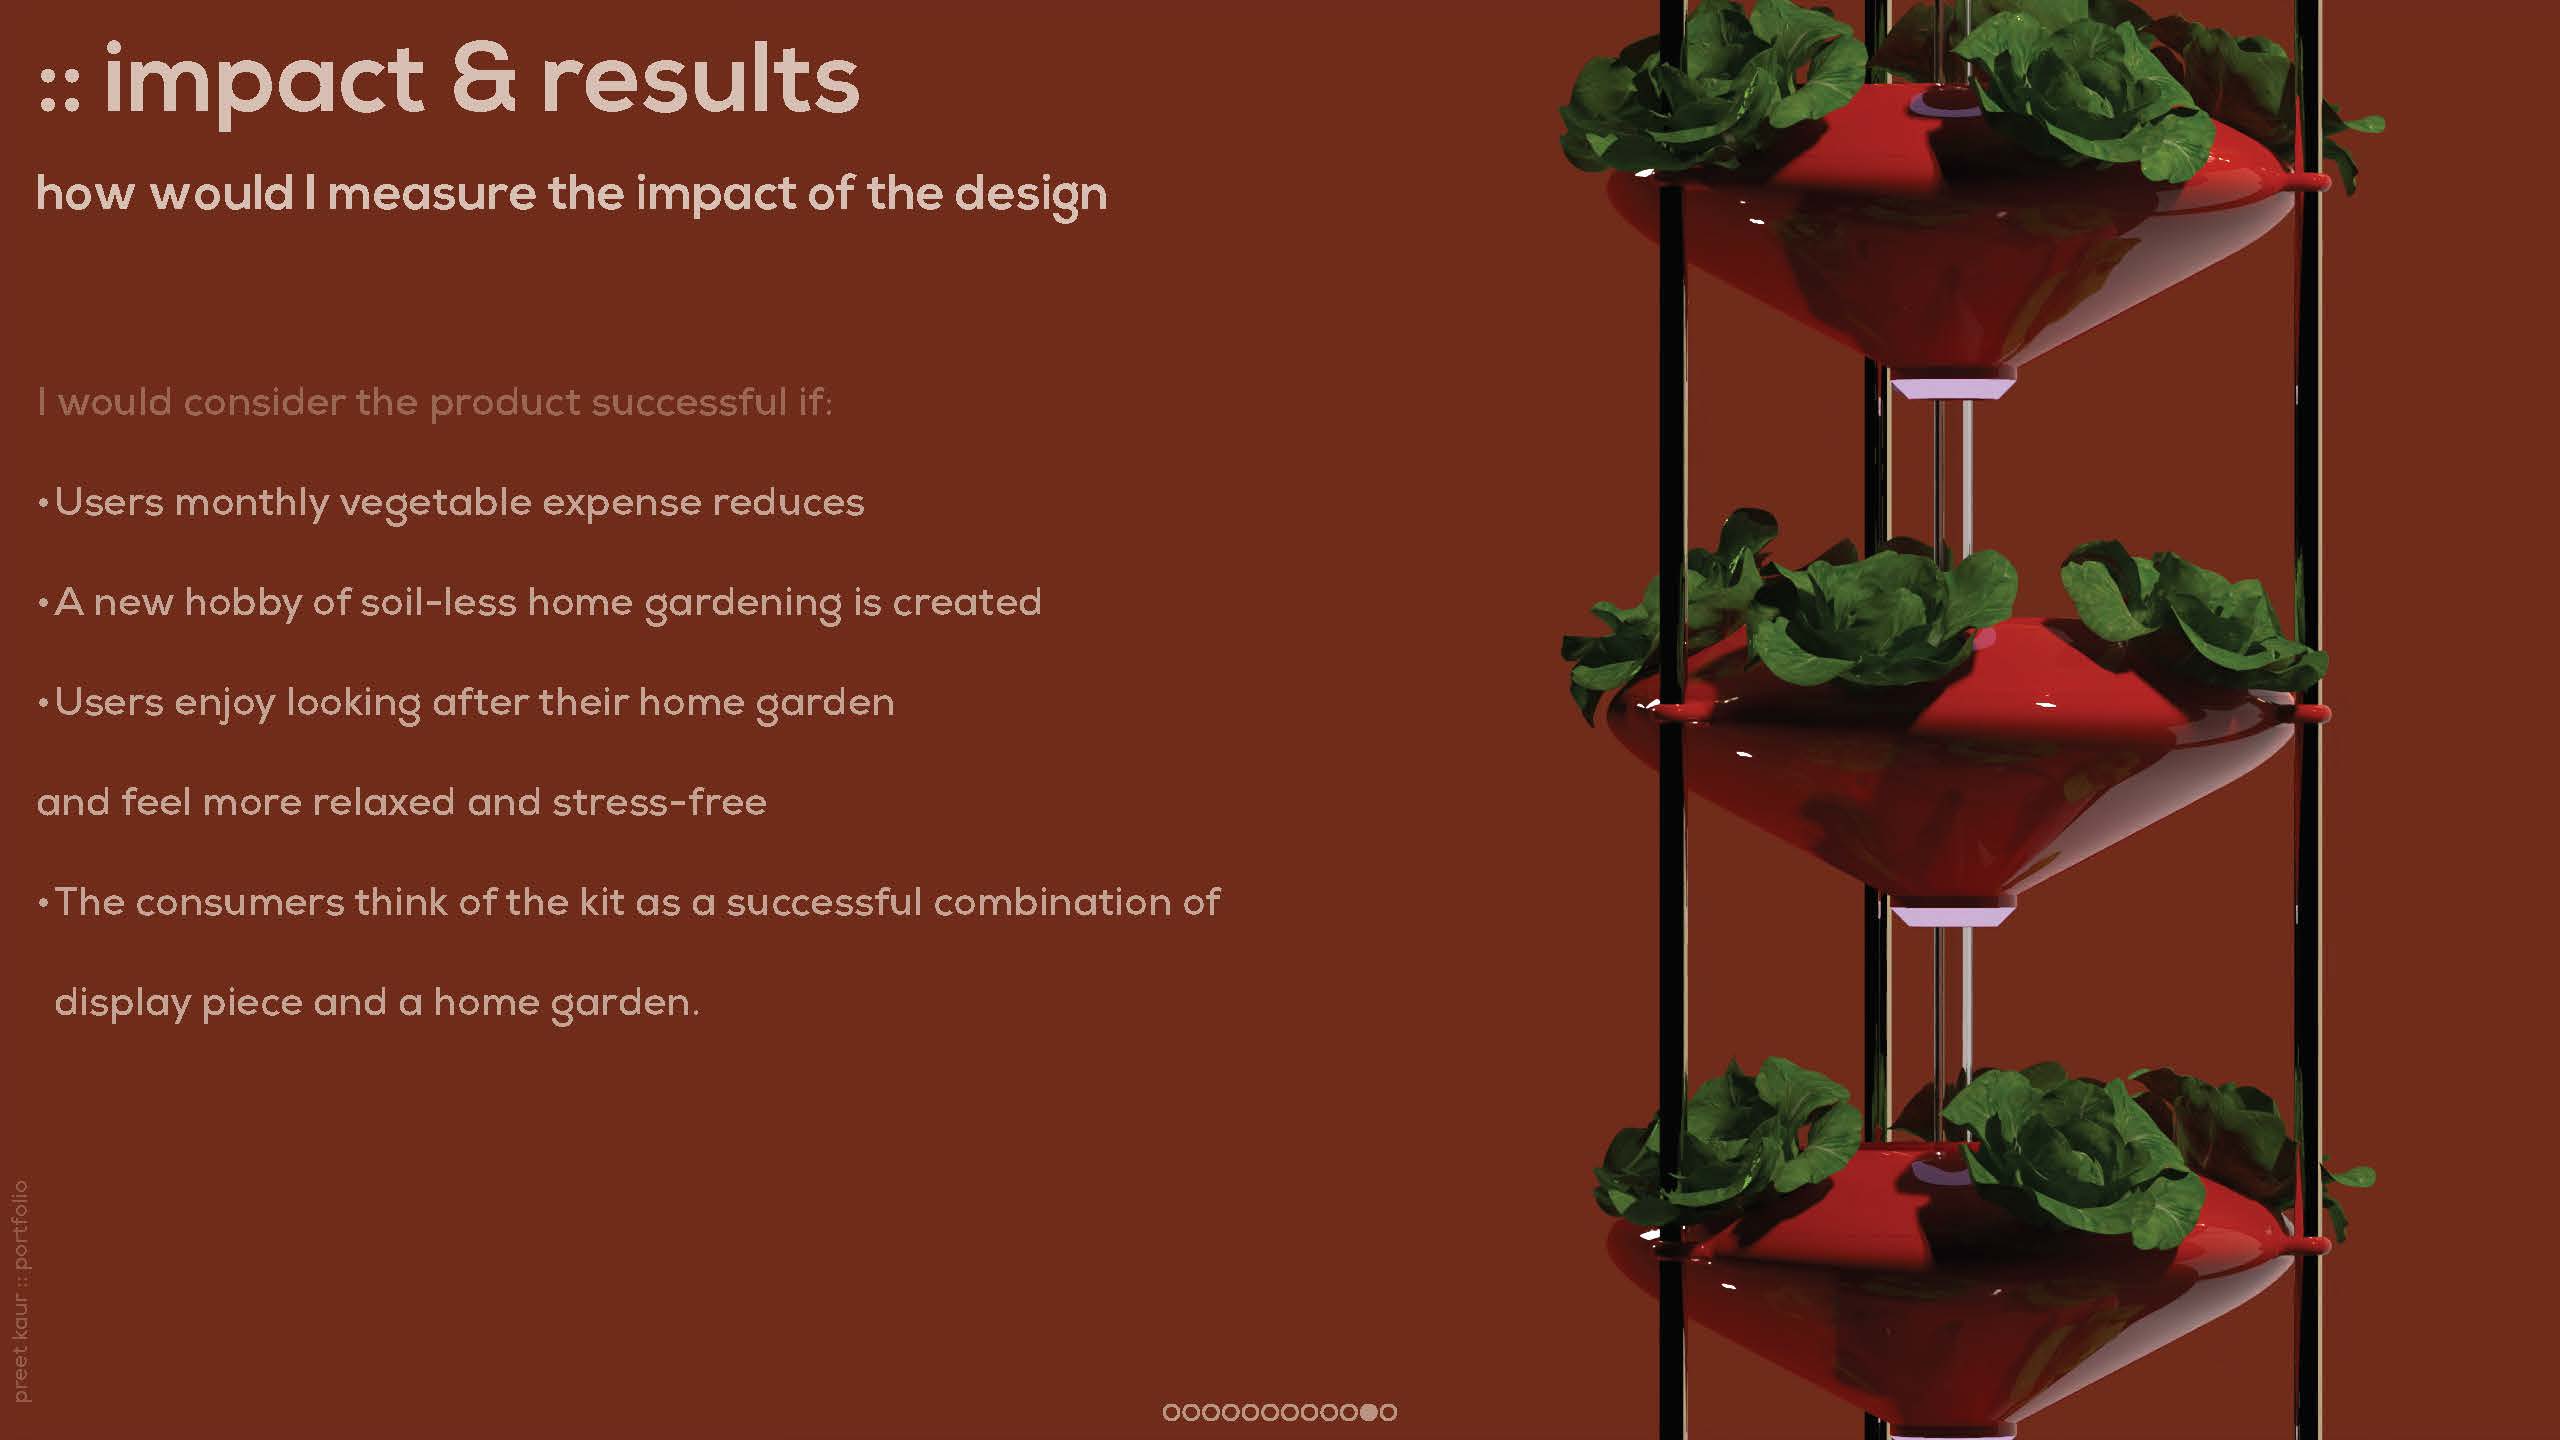 :: impact & results
how would I measure the impact of the design
I would consider the product successful if:
•Users monthly vegetable expense reduces
•A new hobby of soil-less home gardening is created
•Users enjoy looking after their home garden
and feel more relaxed and stress-free
•The consumers think of the kit as a successful combination of
display piece and a home garden.
preet kaur :: portfolio